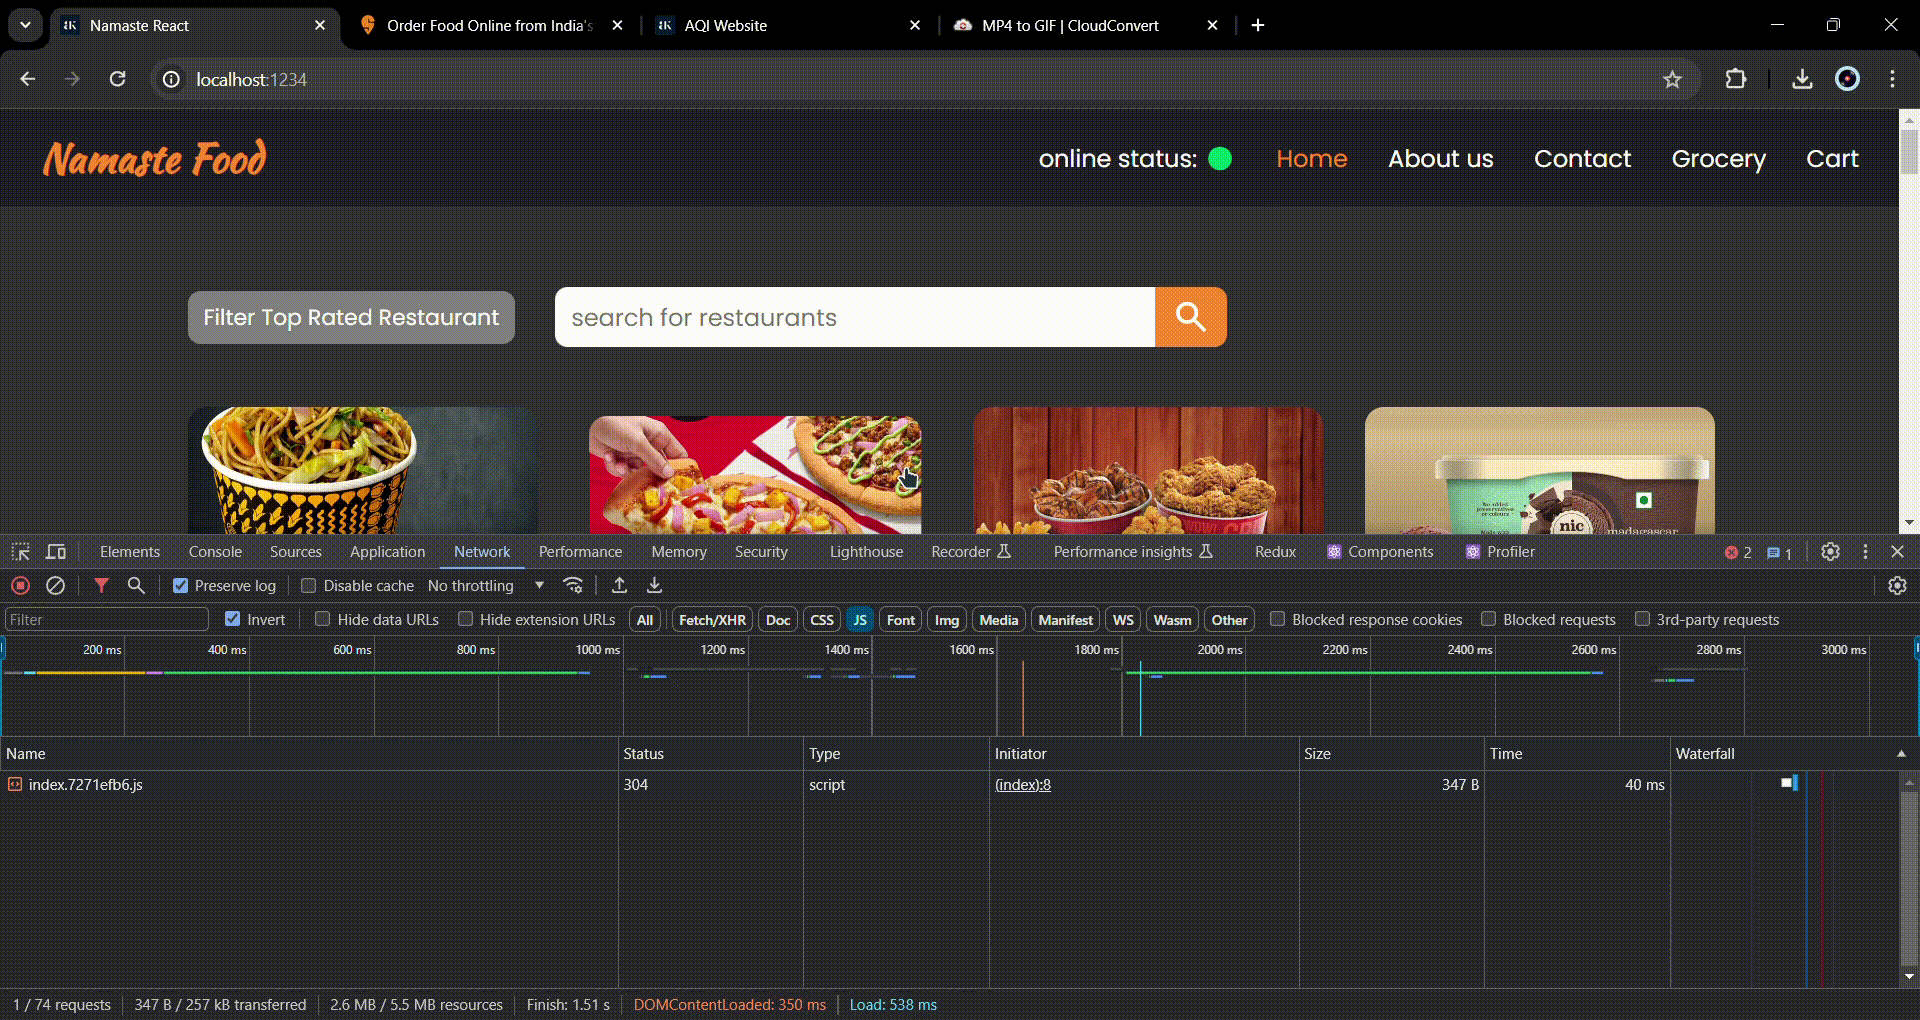 Namaste React
Order Food Online from India's
AQI Website
MP4 to GIF | CloudConvert
localhost:1234
Namaste Food
online status: Home About us Contact Grocery Cart
Filter Top Rated Restaurant
search for restaurants
WOW!
No added preservatives or colours
nic
madagascar
Elements Console Sources Application Network Performance Memory Security Lighthouse Recorder Performance insights Redux Components Profiler 2 1
Preserve log Disable cache No throttling
Filter Invert Hide data URLs Hide extension URLs All Fetch/XHR Doc CSS JS Font Img Media Manifest WS Wasm Other Blocked response cookies Blocked requests 3rd-party requests
200 ms 400 ms 600 ms 800 ms 1000 ms 1200 ms 1400 ms 1600 ms 1800 ms 2000 ms 2200 ms 2400 ms 2600 ms 2800 ms 3000 ms
Name Status Type Initiator Size Time Waterfall
index.7271efb6.js 304 script (index):8 347 B 40 ms
1 / 74 requests 347 B / 257 kB transferred 2.6 MB / 5.5 MB resources Finish: 1.51 s DOMContentLoaded: 350 ms Load: 538 ms